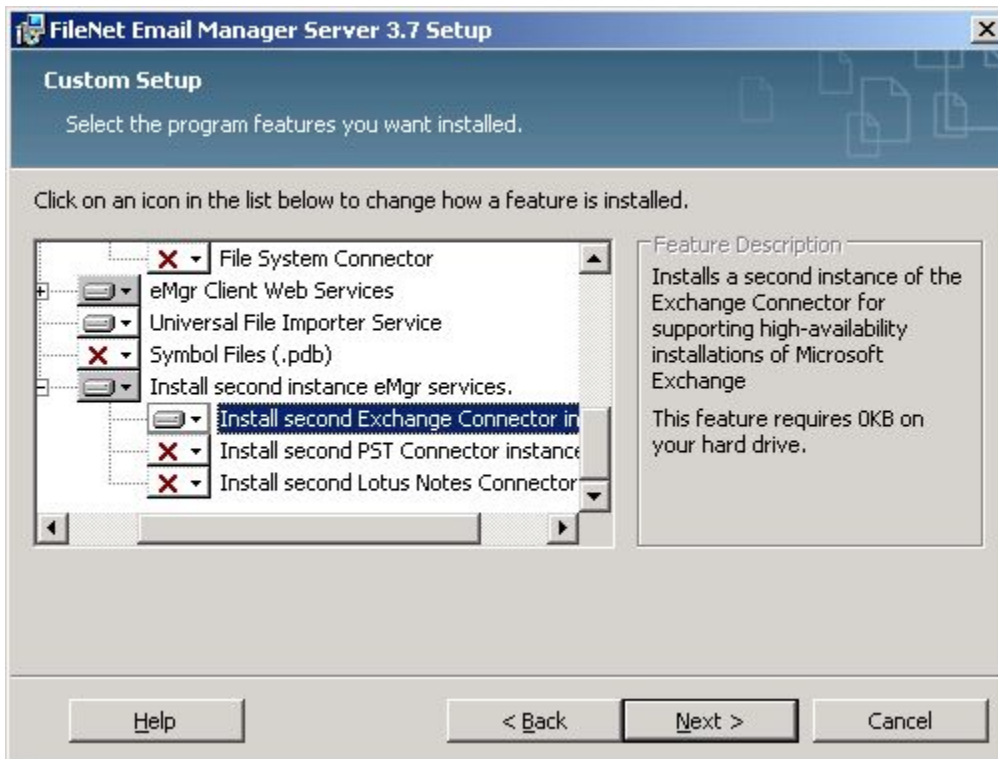 FileNet Email Manager Server 3.7 Setup
Custom Setup
Select the program features you want installed.
Click on an icon in the list below to change how a feature is installed.
File System Connector
eMgr Client Web Services
Universal File Importer Service
Symbol Files (.pdb)
Install second instance eMgr services.
Install second Exchange Connector in
Install second PST Connector instance
Install second Lotus Notes Connector
Feature Description
Installs a second instance of the
Exchange Connector for
supporting high-availability
installations of Microsoft
Exchange
This feature requires 0KB on
your hard drive.
Help
< Back
Next >
Cancel